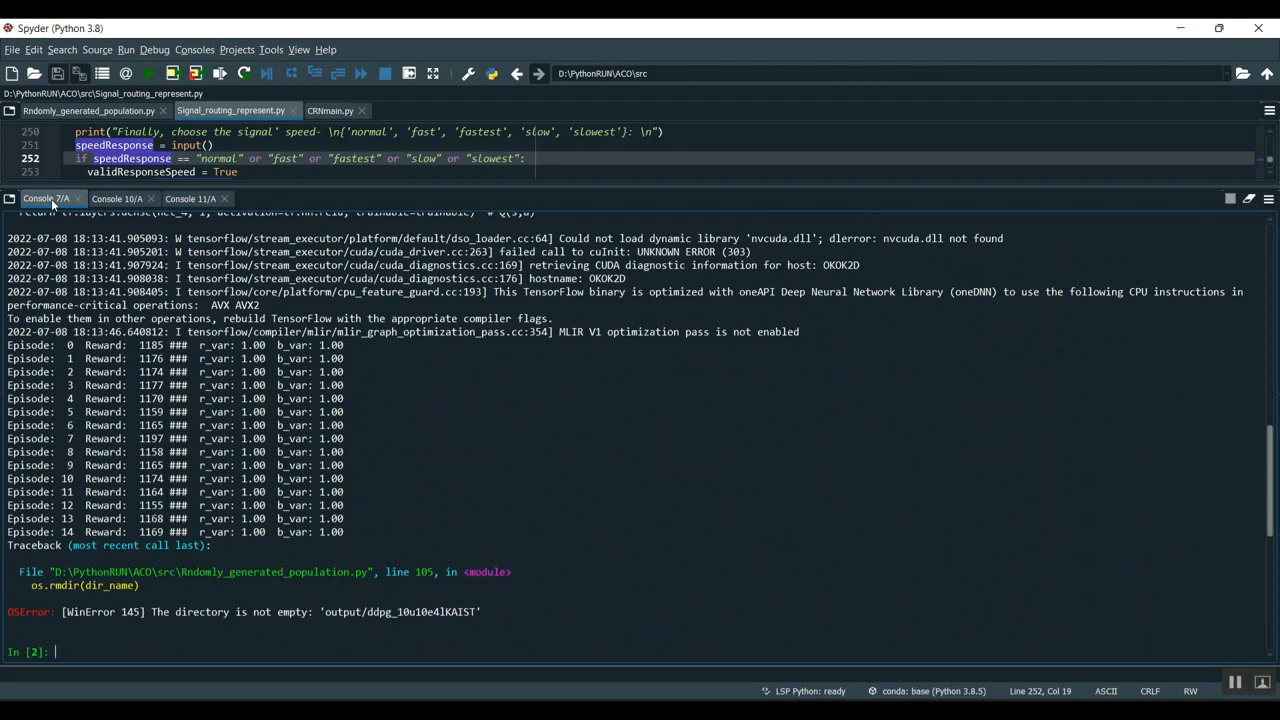 Spyder (Python 3.8)
File Edit Search Source Run Debug Consoles Projects Tools View Help
D:\PythonRUN\ACO\src
D:\PythonRUN\ACO\src\Signal_routing_represent.py
Rndomly_generated_population.py Signal_routing_represent.py CRNmain.py
250 print("Finally, choose the signal' speed- \n{'normal', 'fast', 'fastest', 'slow', 'slowest'}: \n")
251 speedResponse = input()
252 if speedResponse == "normal" or "fast" or "fastest" or "slow" or "slowest":
253 validResponseSpeed = True
Console 7/A Console 10/A Console 11/A
return tf.layers.dense(net_4, 1, activation=tf.nn.relu, trainable=trainable) # Q(s,a)
2022-07-08 18:13:41.905093: W tensorflow/stream_executor/platform/default/dso_loader.cc:64] Could not load dynamic library 'nvcuda.dll'; dlerror: nvcuda.dll not found
2022-07-08 18:13:41.905201: W tensorflow/stream_executor/cuda/cuda_driver.cc:263] failed call to cuInit: UNKNOWN ERROR (303)
2022-07-08 18:13:41.907924: I tensorflow/stream_executor/cuda/cuda_diagnostics.cc:169] retrieving CUDA diagnostic information for host: OKOK2D
2022-07-08 18:13:41.908038: I tensorflow/stream_executor/cuda/cuda_diagnostics.cc:176] hostname: OKOK2D
2022-07-08 18:13:41.908405: I tensorflow/core/platform/cpu_feature_guard.cc:193] This TensorFlow binary is optimized with oneAPI Deep Neural Network Library (oneDNN) to use the following CPU instructions in
performance-critical operations:  AVX AVX2
To enable them in other operations, rebuild TensorFlow with the appropriate compiler flags.
2022-07-08 18:13:46.640812: I tensorflow/compiler/mlir/mlir_graph_optimization_pass.cc:354] MLIR V1 optimization pass is not enabled
Episode:  0  Reward:  1185 ###  r_var: 1.00  b_var: 1.00
Episode:  1  Reward:  1176 ###  r_var: 1.00  b_var: 1.00
Episode:  2  Reward:  1174 ###  r_var: 1.00  b_var: 1.00
Episode:  3  Reward:  1177 ###  r_var: 1.00  b_var: 1.00
Episode:  4  Reward:  1170 ###  r_var: 1.00  b_var: 1.00
Episode:  5  Reward:  1159 ###  r_var: 1.00  b_var: 1.00
Episode:  6  Reward:  1165 ###  r_var: 1.00  b_var: 1.00
Episode:  7  Reward:  1197 ###  r_var: 1.00  b_var: 1.00
Episode:  8  Reward:  1158 ###  r_var: 1.00  b_var: 1.00
Episode:  9  Reward:  1165 ###  r_var: 1.00  b_var: 1.00
Episode: 10  Reward:  1174 ###  r_var: 1.00  b_var: 1.00
Episode: 11  Reward:  1164 ###  r_var: 1.00  b_var: 1.00
Episode: 12  Reward:  1155 ###  r_var: 1.00  b_var: 1.00
Episode: 13  Reward:  1168 ###  r_var: 1.00  b_var: 1.00
Episode: 14  Reward:  1169 ###  r_var: 1.00  b_var: 1.00
Traceback (most recent call last):
File "D:\PythonRUN\ACO\src\Rndomly_generated_population.py", line 105, in <module>
os.rmdir(dir_name)
OSError: [WinError 145] The directory is not empty: 'output/ddpg_10u10e4lKAIST'
In [2]:
LSP Python: ready conda: base (Python 3.8.5) Line 252, Col 19 ASCII CRLF RW